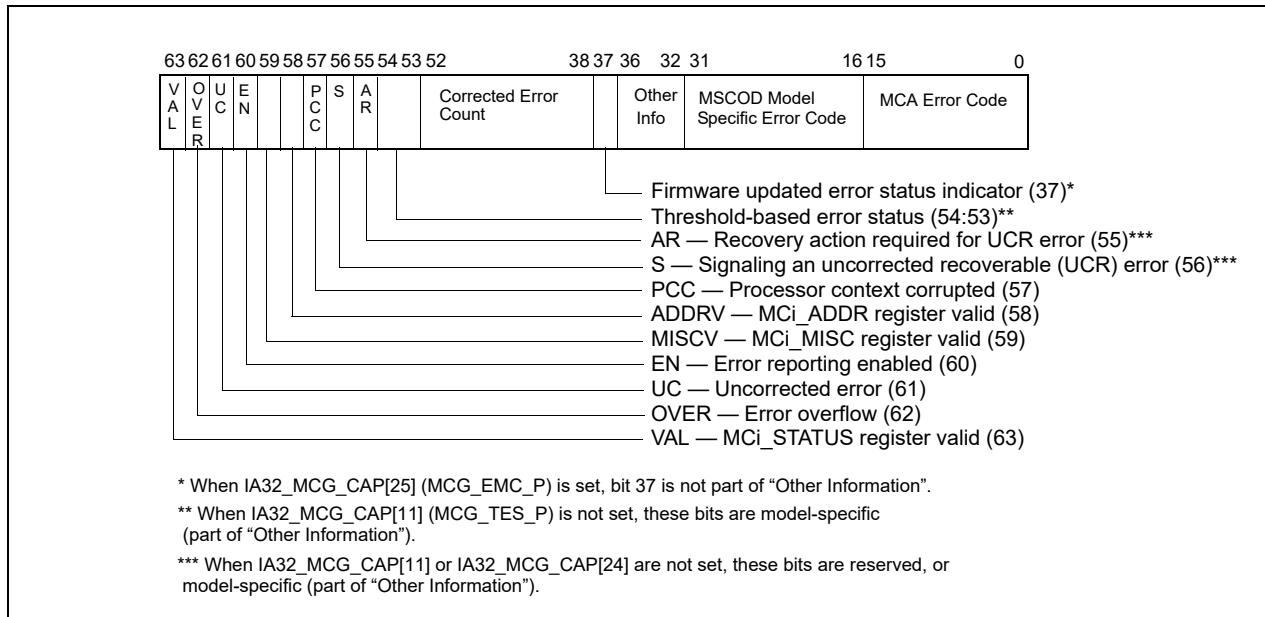 63 62 61 60 59 58 57 56 55 54 53 52 38 37 36 32 31 16 15 0
VAL OVER UC EN PCC S AR Corrected Error Count Other Info MSCOD Model Specific Error Code MCA Error Code
Firmware updated error status indicator (37)*
Threshold-based error status (54:53)**
AR — Recovery action required for UCR error (55)***
S — Signaling an uncorrected recoverable (UCR) error (56)***
PCC — Processor context corrupted (57)
ADDRV — MCi_ADDR register valid (58)
MISCV — MCi_MISC register valid (59)
EN — Error reporting enabled (60)
UC — Uncorrected error (61)
OVER — Error overflow (62)
VAL — MCi_STATUS register valid (63)
* When IA32_MCG_CAP[25] (MCG_EMC_P) is set, bit 37 is not part of “Other Information”.
** When IA32_MCG_CAP[11] (MCG_TES_P) is not set, these bits are model-specific
(part of “Other Information”).
*** When IA32_MCG_CAP[11] or IA32_MCG_CAP[24] are not set, these bits are reserved, or
model-specific (part of “Other Information”).